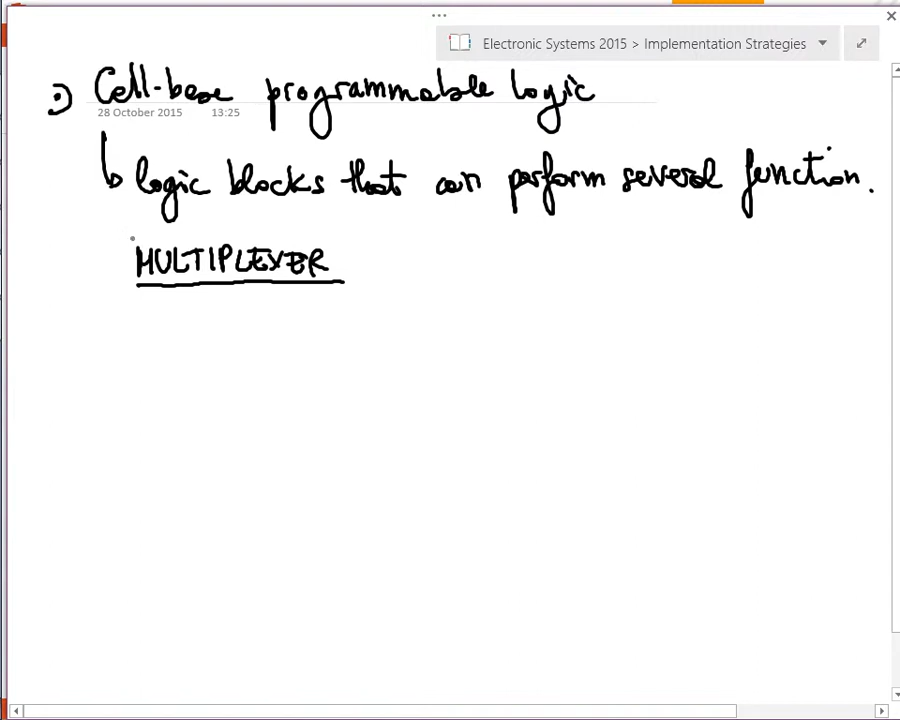 Electronic Systems 2015 > Implementation Strategies
Cell-base programmable logic
28 October 2015 13:25
logic blocks that can perform several function.
MULTIPLEXER